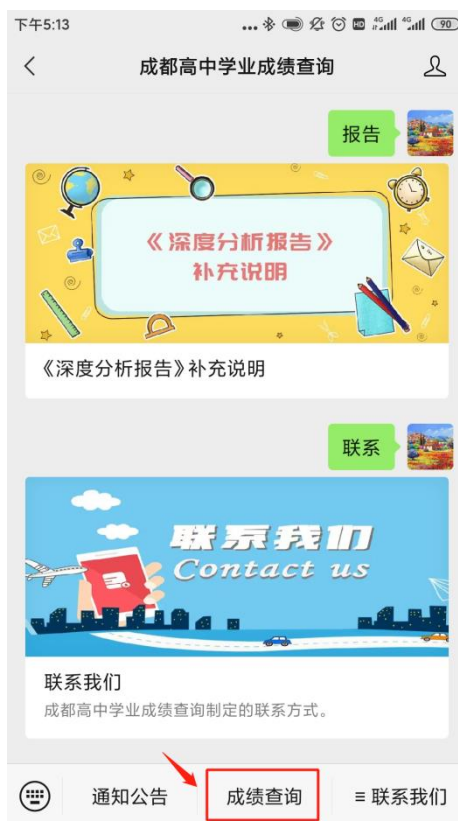 下午5:13
HD 4G 4G 90
成都高中学业成绩查询
报告
《深度分析报告》
补充说明
《深度分析报告》补充说明
联系
联系我们
Contact us
联系我们
成都高中学业成绩查询制定的联系方式。
通知公告 成绩查询 联系我们